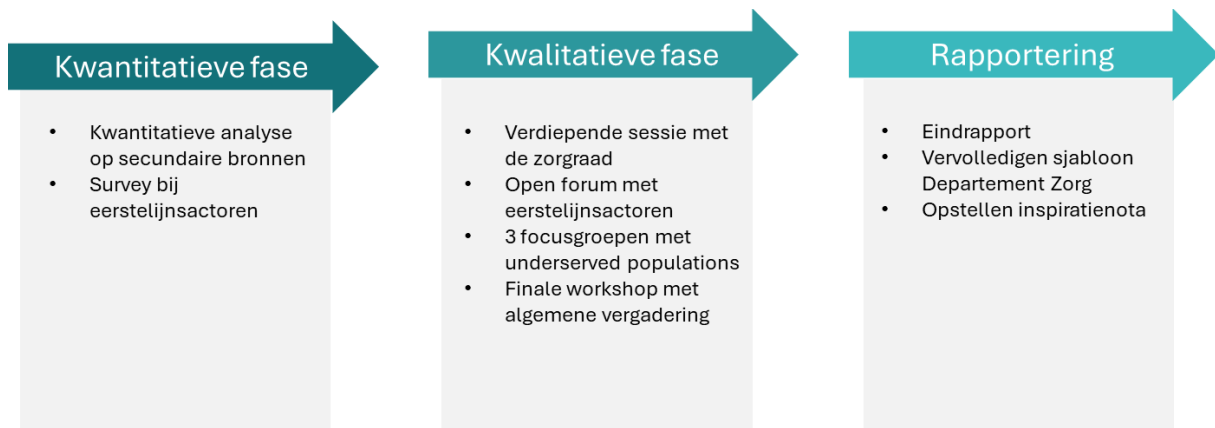 Kwantitatieve fase
• Kwantitatieve analyse
op secundaire bronnen
• Survey bij
eerstelijnsactoren
Kwalitatieve fase
• Verdiepende sessie met
de zorgraad
• Open forum met
eerstelijnsactoren
• 3 focusgroepen met
underserved populations
• Finale workshop met
algemene vergadering
Rapportering
• Eindrapport
• Vervolledigen sjabloon
Departement Zorg
• Opstellen inspiratienota